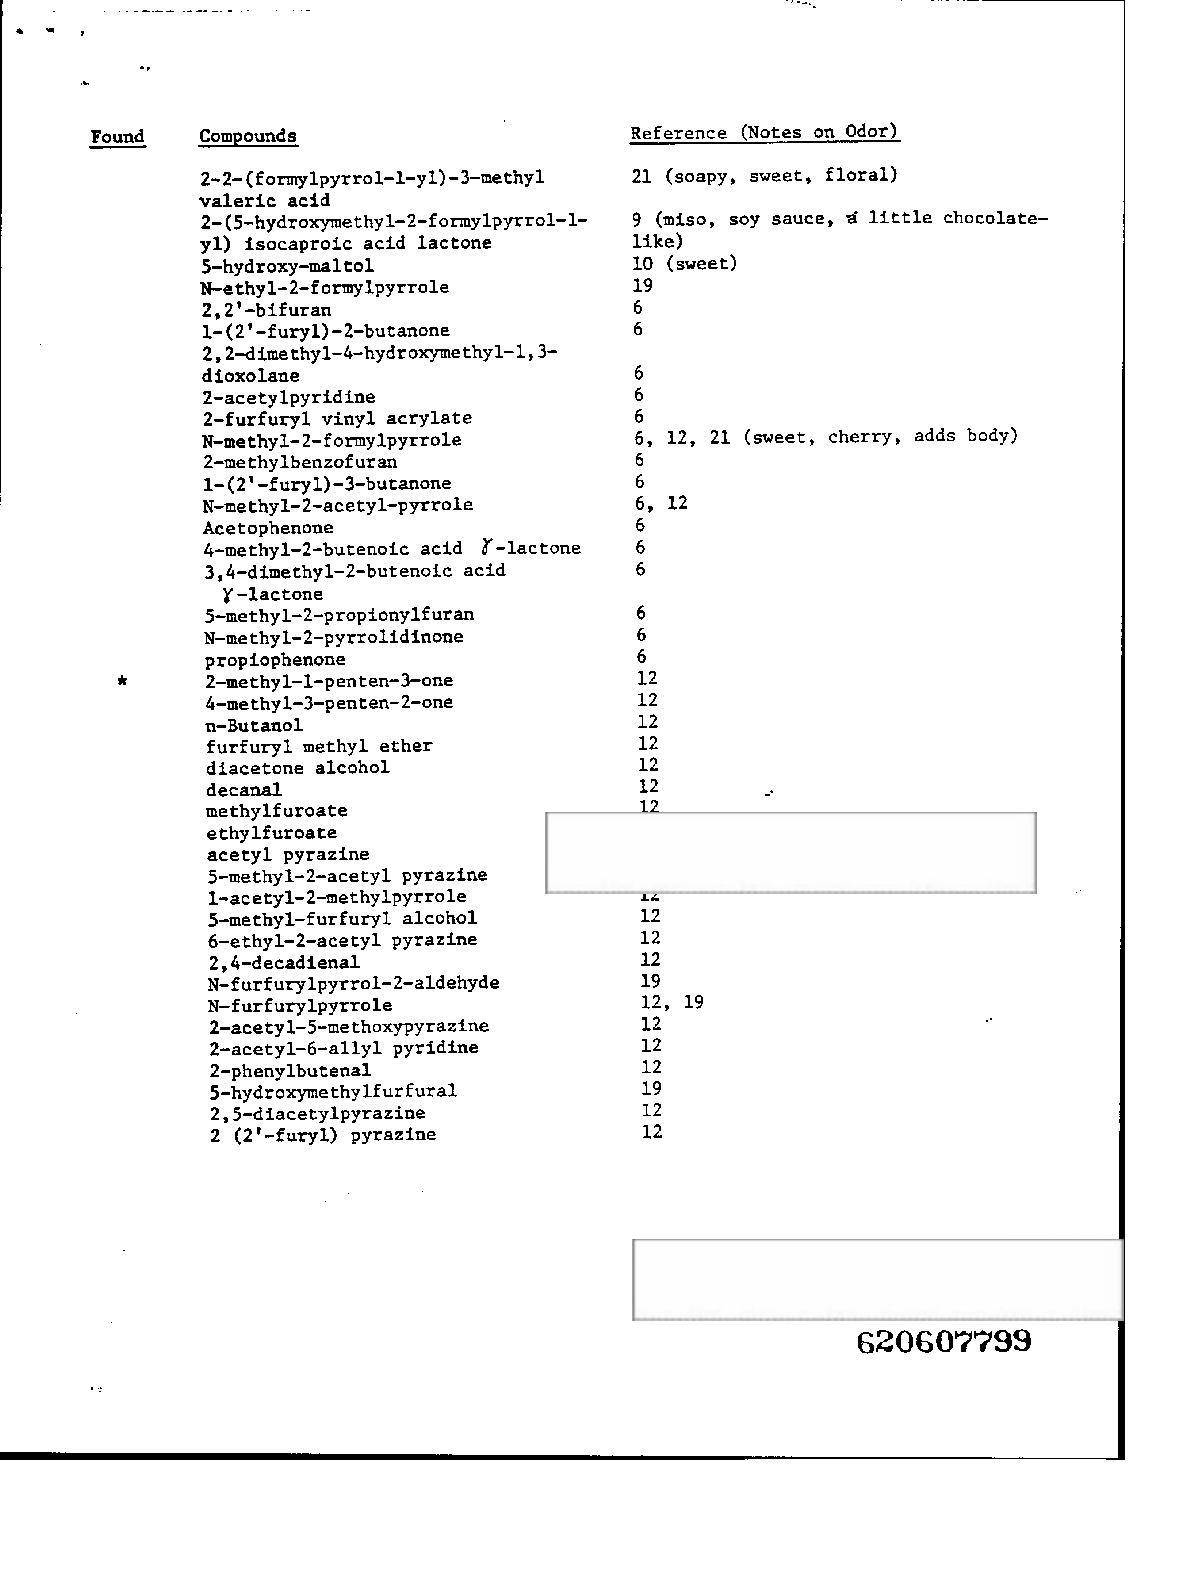 Found Compounds Reference (Notes on Odor)
2-2-(formylpyrrol-1-yl)-3-methyl 21 (soapy, sweet, floral)
valeric acid
2-(5-hydroxymethyl-2-formylpyrrol-1- 9 (miso, soy sauce, a little chocolate-
yl) isocaproic acid lactone like)
5-hydroxy-maltol 10 (sweet)
N-ethyl-2-formylpyrrole 19
2,2'-bifuran 6
1-(2'-furyl)-2-butanone 6
2,2-dimethyl-4-hydroxymethyl-1,3-
dioxolane 6
2-acetylpyridine 6
2-furfuryl vinyl acrylate 6
N-methyl-2-formylpyrrole 6, 12, 21 (sweet, cherry, adds body)
2-methylbenzofuran 6
1-(2'-furyl)-3-butanone 6
N-methyl-2-acetyl-pyrrole 6, 12
Acetophenone 6
4-methyl-2-butenoic acid γ-lactone 6
3,4-dimethyl-2-butenoic acid 6
γ-lactone
5-methyl-2-propionylfuran 6
N-methyl-2-pyrrolidinone 6
propiophenone 6
* 2-methyl-1-penten-3-one 12
4-methyl-3-penten-2-one 12
n-Butanol 12
furfuryl methyl ether 12
diacetone alcohol 12
decanal 12
methylfuroate 12
ethylfuroate
acetyl pyrazine
5-methyl-2-acetyl pyrazine
1-acetyl-2-methylpyrrole 12
5-methyl-furfuryl alcohol 12
6-ethyl-2-acetyl pyrazine 12
2,4-decadienal 12
N-furfurylpyrrol-2-aldehyde 19
N-furfurylpyrrole 12, 19
2-acetyl-5-methoxypyrazine 12
2-acetyl-6-allyl pyridine 12
2-phenylbutenal 12
5-hydroxymethylfurfural 19
2,5-diacetylpyrazine 12
2 (2'-furyl) pyrazine 12
620607799